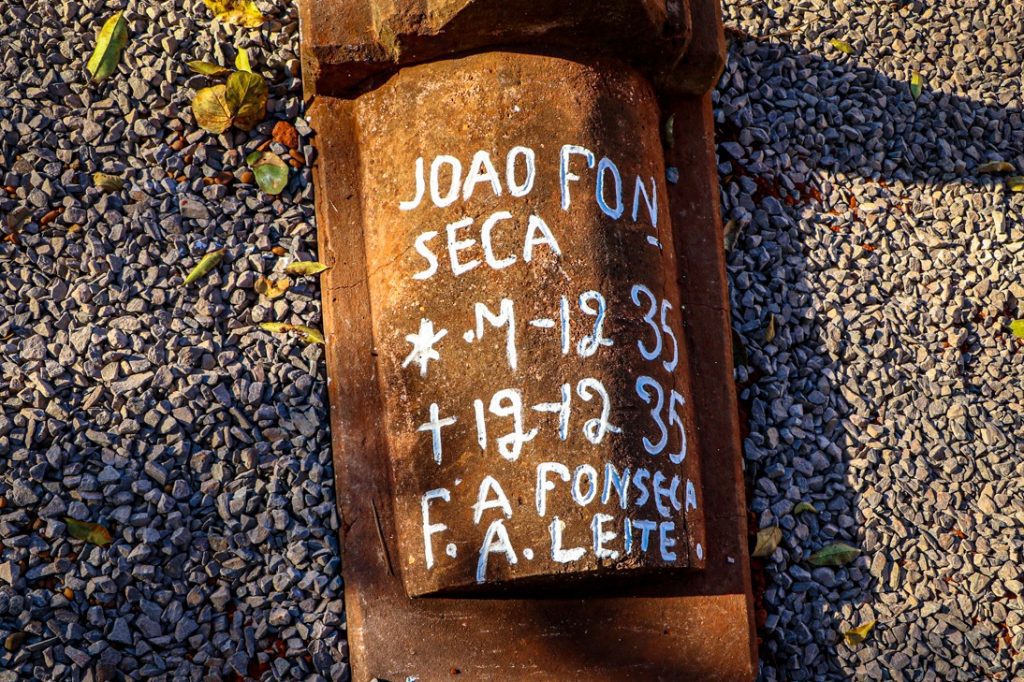 JOAO FON-
SECA
* .M-12 35
+ 19-12-35
F. A FONSECA
A. LEITE.